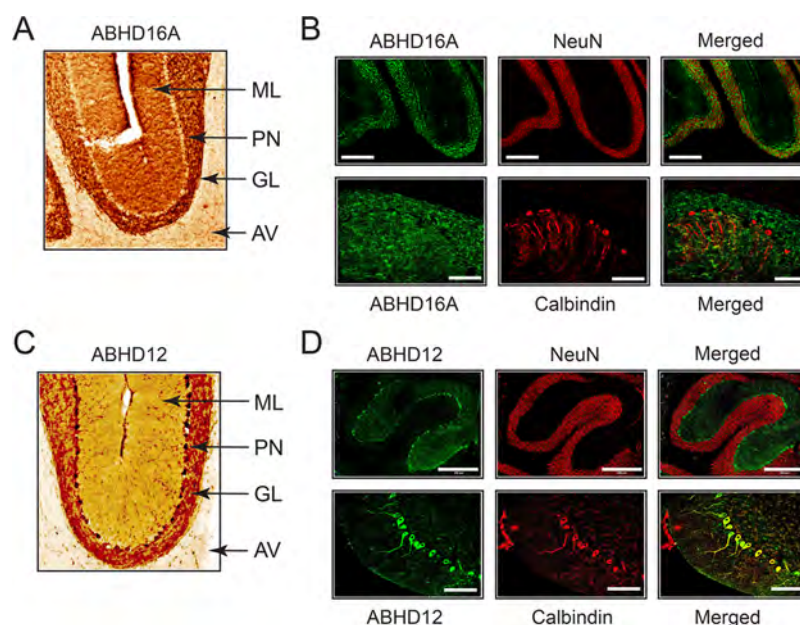 A
ABHD16A
ML
PN
GL
AV
B
ABHD16A NeuN Merged
ABHD16A Calbindin Merged
C
ABHD12
ML
PN
GL
AV
D
ABHD12 NeuN Merged
ABHD12 Calbindin Merged